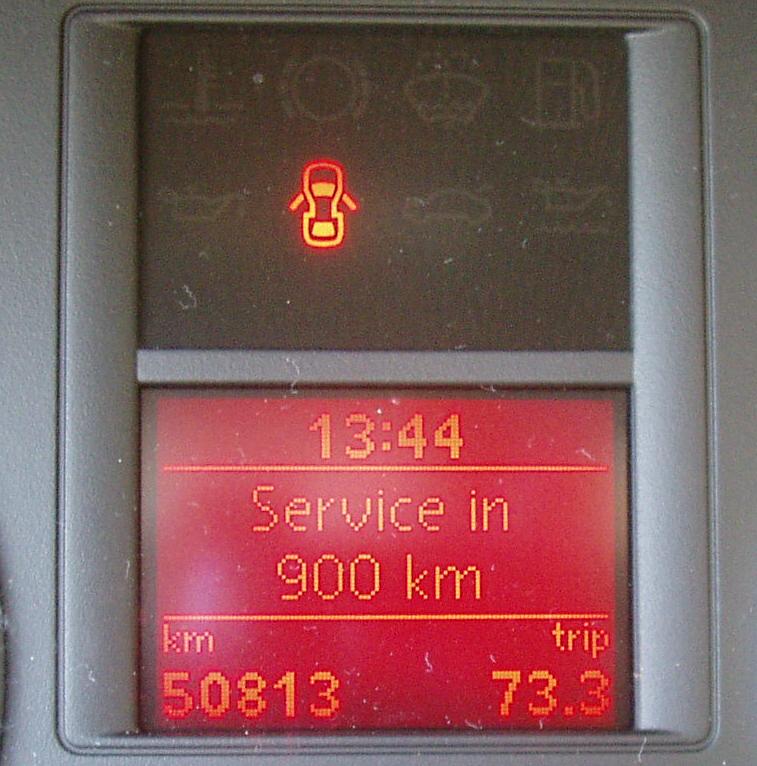 13:44
Service in
900 km
km trip
50813 73.3